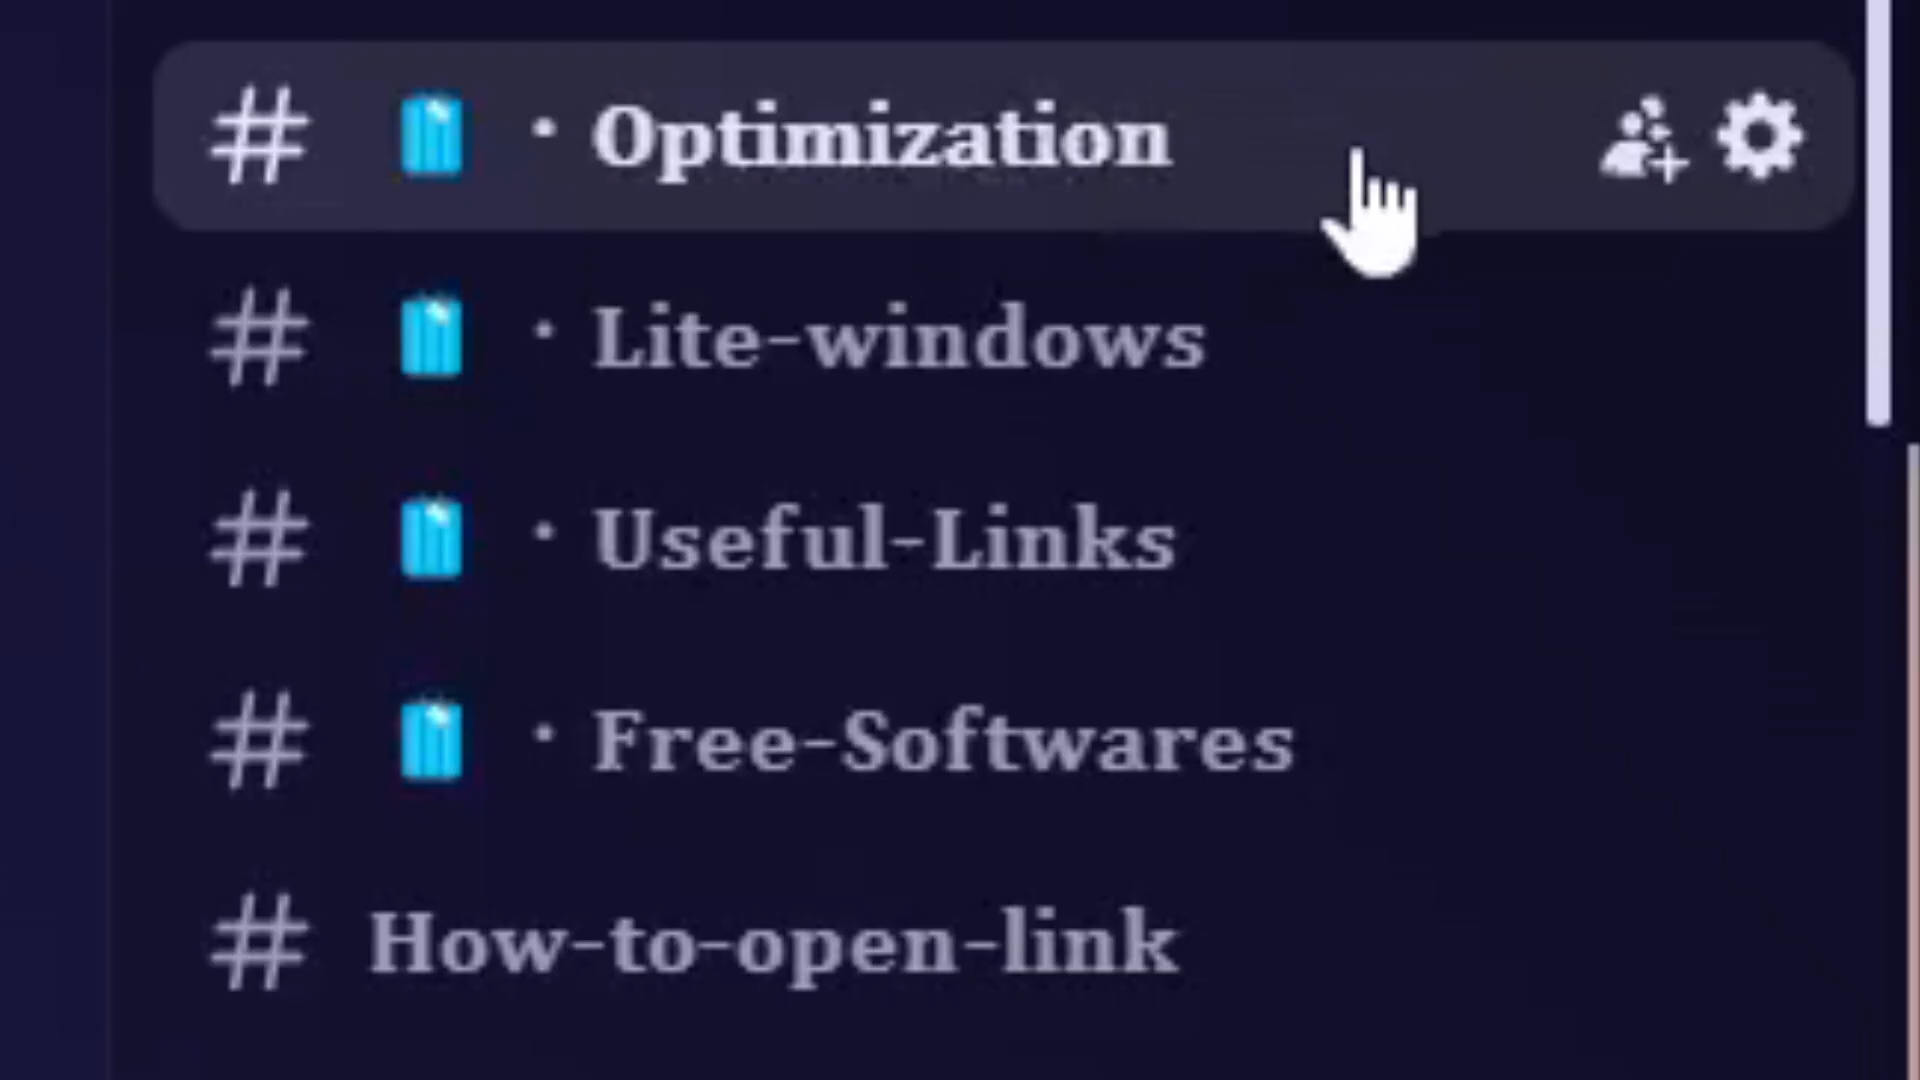 # 📘 · Optimization
# 📘 · Lite-windows
# 📘 · Useful-Links
# 📘 · Free-Softwares
# How-to-open-link